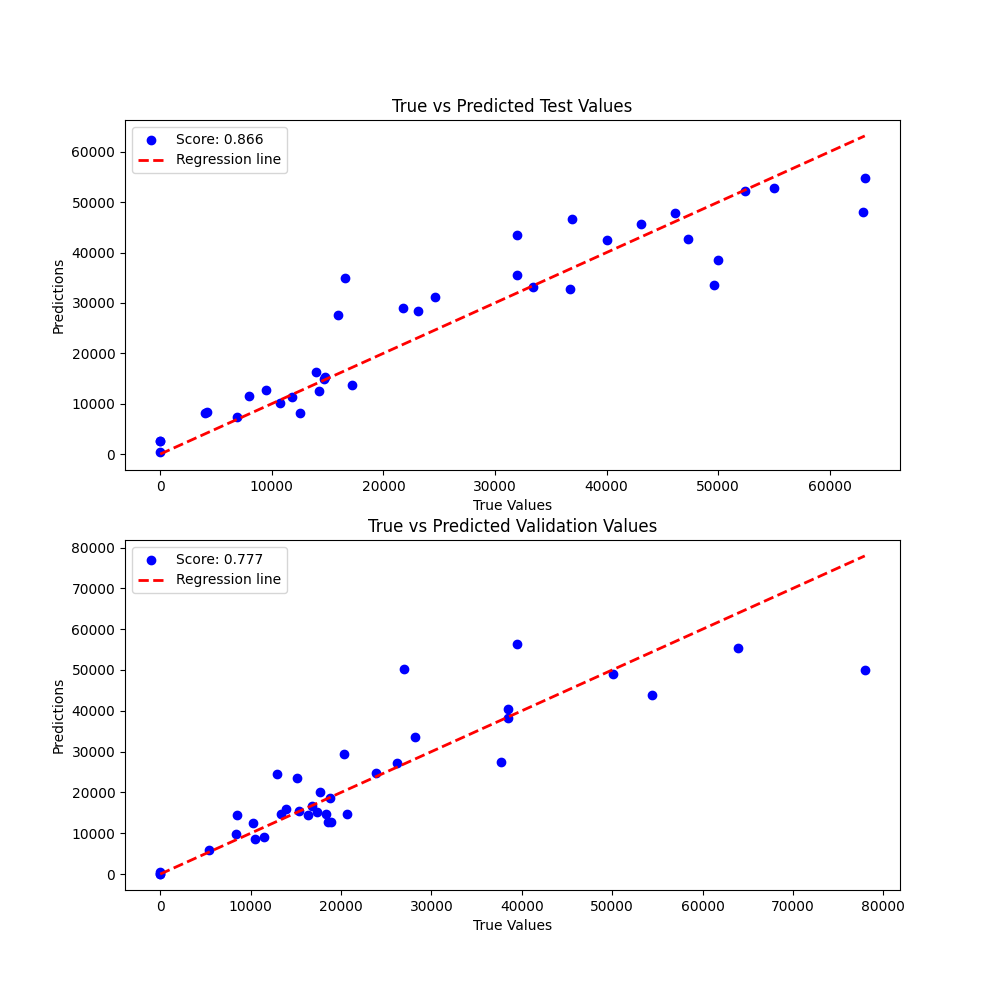 True vs Predicted Test Values
Score: 0.866
Regression line
60000
50000
40000
30000
20000
10000
0
Predictions
0 10000 20000 30000 40000 50000 60000
True Values
True vs Predicted Validation Values
Score: 0.777
Regression line
80000
70000
60000
50000
40000
30000
20000
10000
0
Predictions
0 10000 20000 30000 40000 50000 60000 70000 80000
True Values